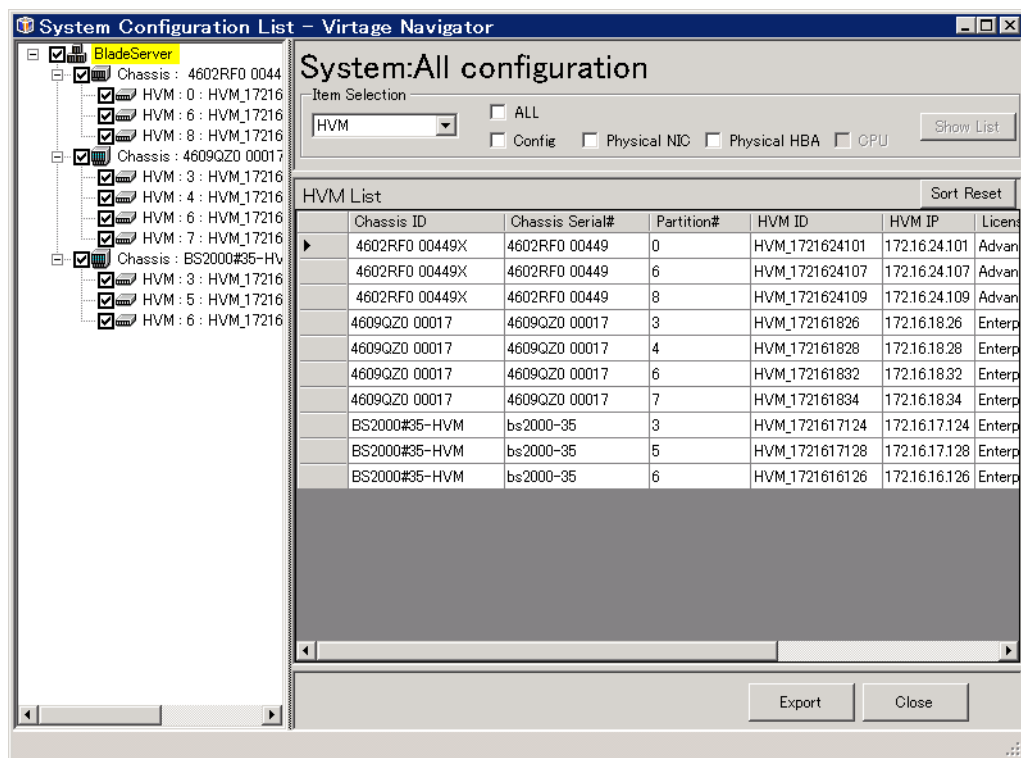 System Configuration List - Virtage Navigator
BladeServer
Chassis : 4602RF0 0044
HVM : 0 : HVM_17216
HVM : 6 : HVM_17216
HVM : 8 : HVM_17216
Chassis : 4609QZ0 00017
HVM : 3 : HVM_17216
HVM : 4 : HVM_17216
HVM : 6 : HVM_17216
HVM : 7 : HVM_17216
Chassis : BS2000#35-HV
HVM : 3 : HVM_17216
HVM : 5 : HVM_17216
HVM : 6 : HVM_17216
System:All configuration
Item Selection
HVM
ALL
Config Physical NIC Physical HBA CPU
Show List
HVM List
Sort Reset
Chassis ID Chassis Serial# Partition# HVM ID HVM IP Licens
4602RF0 00449X 4602RF0 00449 0 HVM_1721624101 172.16.24.101 Advan
4602RF0 00449X 4602RF0 00449 6 HVM_1721624107 172.16.24.107 Advan
4602RF0 00449X 4602RF0 00449 8 HVM_1721624109 172.16.24.109 Advan
4609QZ0 00017 4609QZ0 00017 3 HVM_172161826 172.16.18.26 Enterp
4609QZ0 00017 4609QZ0 00017 4 HVM_172161828 172.16.18.28 Enterp
4609QZ0 00017 4609QZ0 00017 6 HVM_172161832 172.16.18.32 Enterp
4609QZ0 00017 4609QZ0 00017 7 HVM_172161834 172.16.18.34 Enterp
BS2000#35-HVM bs2000-35 3 HVM_1721617124 172.16.17.124 Enterp
BS2000#35-HVM bs2000-35 5 HVM_1721617128 172.16.17.128 Enterp
BS2000#35-HVM bs2000-35 6 HVM_1721616126 172.16.16.126 Enterp
Export Close